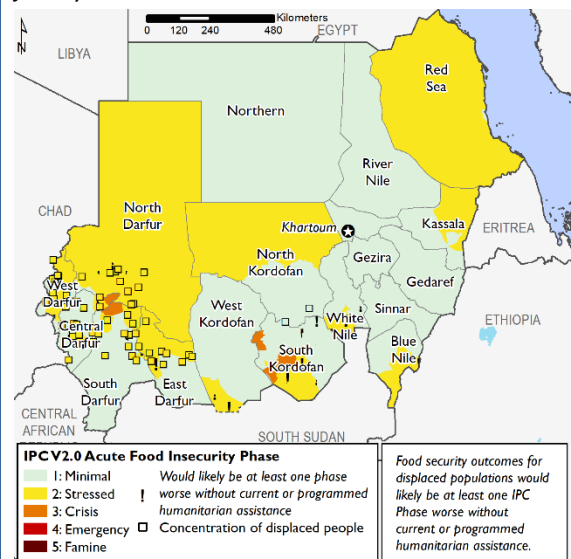 Kilometers
0 120 240 480
N
EGYPT
LIBYA
Red
Sea
Northern
River
Nile
CHAD
North
Darfur
Khartoum
Kassala
ERITREA
North
Kordofan
Gezira
West
Darfur
Gedaref
West
Kordofan
Central
Darfur
White
Nile
Sinnar
ETHIOPIA
South
Kordofan
Blue
Nile
South
Darfur
East
Darfur
CENTRAL
AFRICAN
SOUTH SUDAN
IPC V2.0 Acute Food Insecurity Phase
1: Minimal
2: Stressed
3: Crisis
4: Emergency
5: Famine
! Would likely be at least one phase
worse without current or programmed
humanitarian assistance
Concentration of displaced people
Food security outcomes for
displaced populations would
likely be at least one IPC
Phase worse without
current or programmed
humanitarian assistance.